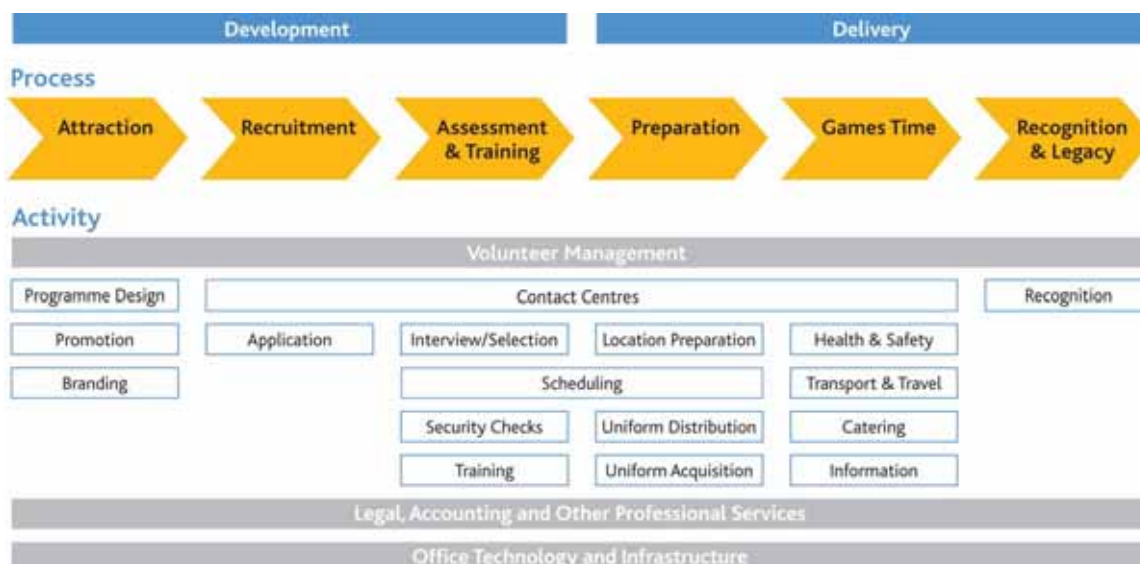 Development
Delivery
Process
Attraction
Recruitment
Assessment
& Training
Preparation
Games Time
Recognition
& Legacy
Activity
Volunteer Management
Programme Design
Contact Centres
Recognition
Promotion
Application
Interview/Selection
Location Preparation
Health & Safety
Branding
Scheduling
Transport & Travel
Security Checks
Uniform Distribution
Catering
Training
Uniform Acquisition
Information
Legal, Accounting and Other Professional Services
Office Technology and Infrastructure